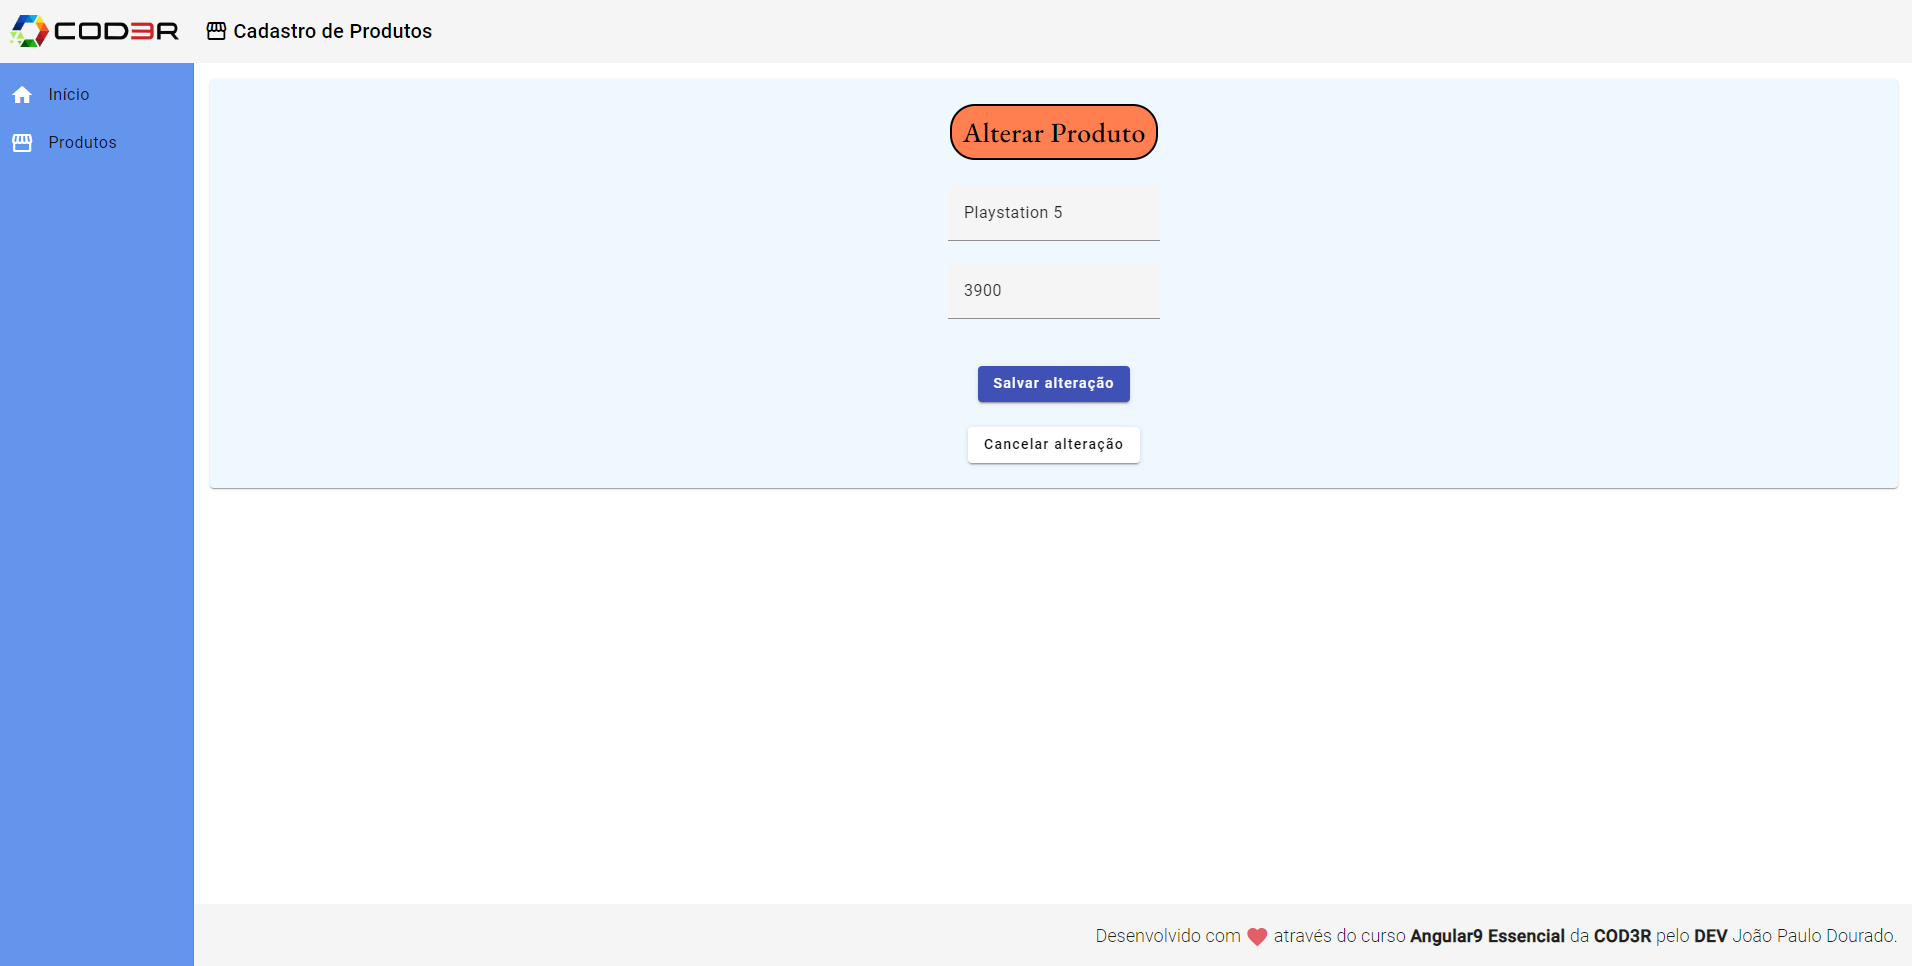 COD3R
Cadastro de Produtos
Início
Produtos
Alterar Produto
Playstation 5
3900
Salvar alteração
Cancelar alteração
Desenvolvido com através do curso Angular9 Essencial da COD3R pelo DEV João Paulo Dourado.